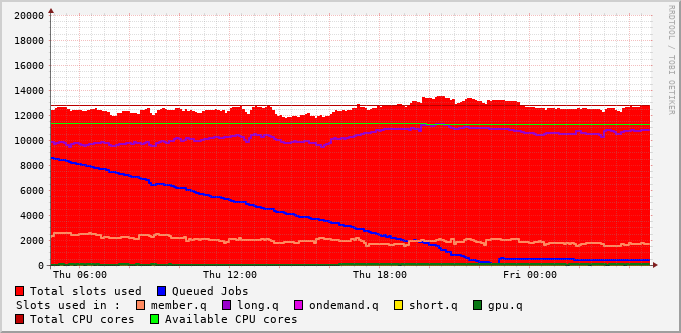 20000
18000
16000
14000
12000
10000
8000
6000
4000
2000
0
Thu 06:00 Thu 12:00 Thu 18:00 Fri 00:00
RRDTOOL / TOBI OETIKER
Total slots used Queued Jobs
Slots used in : member.q long.q ondemand.q short.q gpu.q
Total CPU cores Available CPU cores